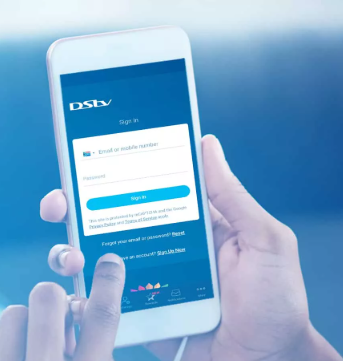 DStv
Sign in
Email or mobile number
Password
Sign in
This site is protected by reCAPTCHA and the Google
Privacy Policy and Terms of Service apply.
Forgot your email or password? Reset
an account? Sign Up Now